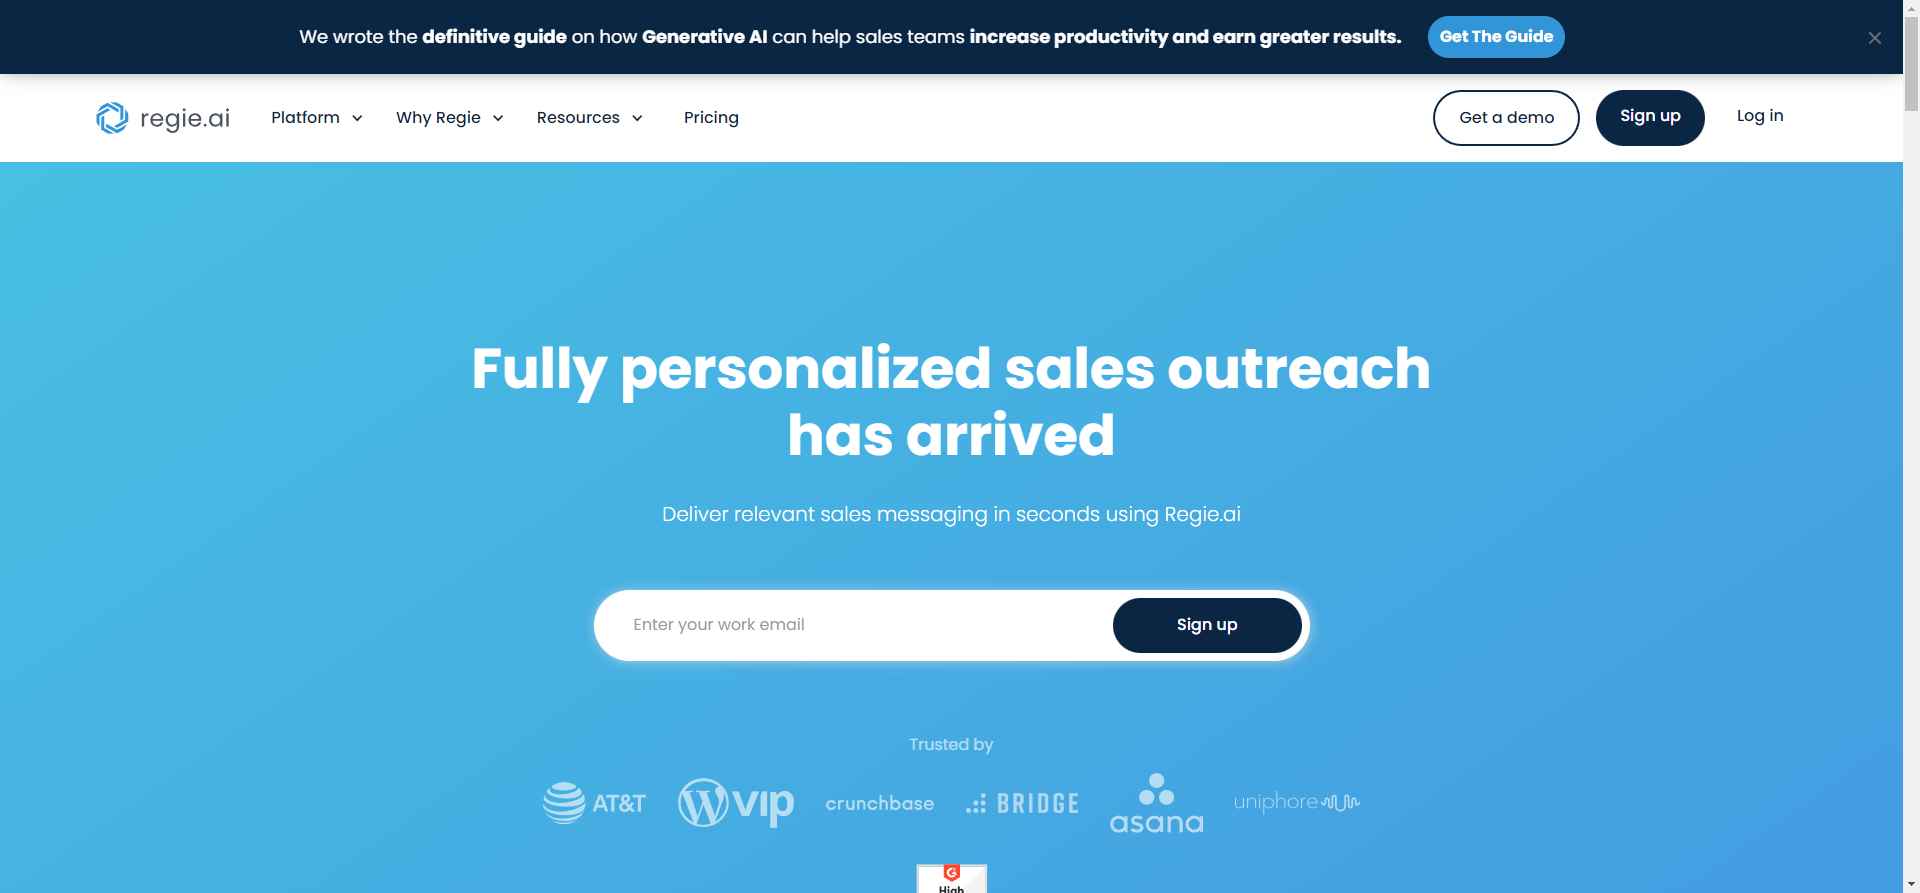 We wrote the definitive guide on how Generative AI can help sales teams increase productivity and earn greater results. Get The Guide
regie.ai Platform Why Regie Resources Pricing Get a demo Sign up Log in
Fully personalized sales outreach
has arrived
Deliver relevant sales messaging in seconds using Regie.ai
Enter your work email Sign up
Trusted by
AT&T W VIP crunchbase BRIDGE asana uniphore
G
High